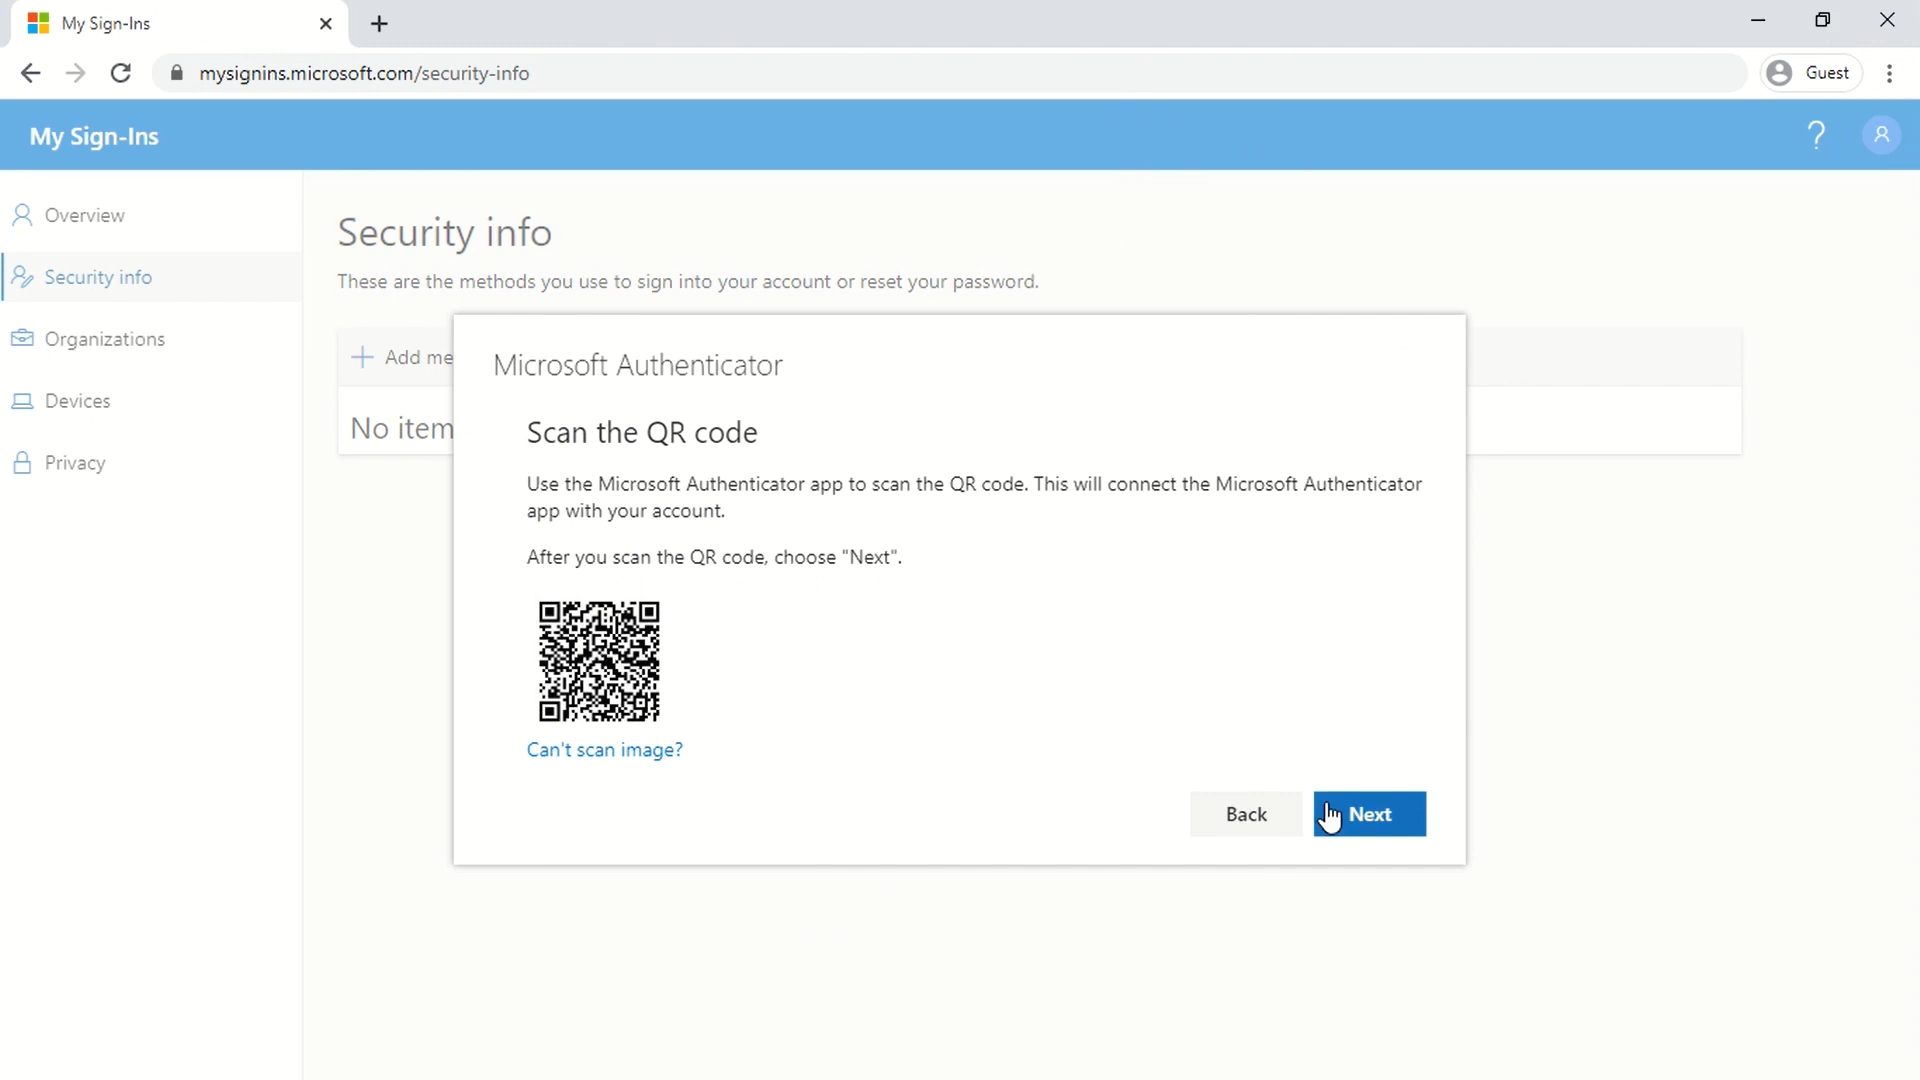 My Sign-Ins
mysignins.microsoft.com/security-info
Guest
My Sign-Ins
?
Overview
Security info
Organizations
Devices
Privacy
Security info
These are the methods you use to sign into your account or reset your password.
Add me
No item
Microsoft Authenticator
Scan the QR code
Use the Microsoft Authenticator app to scan the QR code. This will connect the Microsoft Authenticator
app with your account.
After you scan the QR code, choose "Next".
Can't scan image?
Back
Next